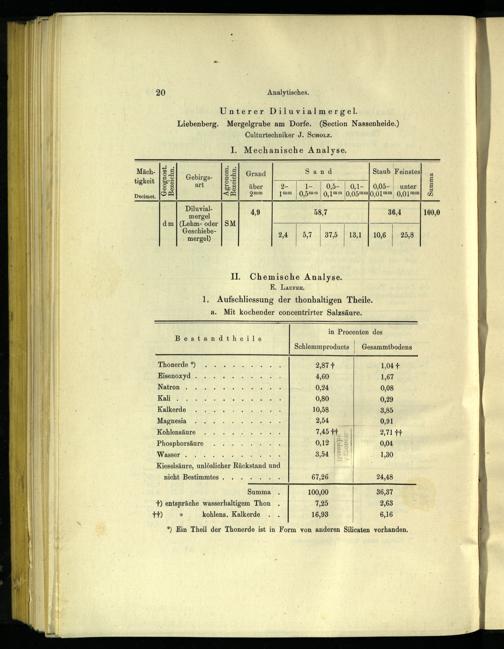 20
Analytisches.
Unterer Diluvialmergel.
Liebenberg. Mergelgrube am Dorfe. (Section Nassenheide.)
Culturtechniker J. Scholz.
I. Mechanische Analyse.
Mäch-
tigkeit
Decimet.
Geognost.
Bezeichn.
Gebirgs-
art
Agronom.
Bezeichn.
Grand
über
2mm
Sand
2–
1mm
1–
0,5mm
0,5–
0,1mm
0,1–
0,05mm
Staub
0,05–
0,01mm
Feinstes
unter
0,01mm
Summa
dm
Diluvial-
mergel
(Lehm- oder
Geschiebe-
mergel)
SM
4,9
58,7
36,4
100,0
2,4 5,7 37,5 13,1 10,6 25,8
II. Chemische Analyse.
E. Laufer.
1. Aufschliessung der thonhaltigen Theile.
a. Mit kochender concentrirter Salzsäure.
Bestandtheile
in Procenten des
Schlemmproducts Gesammtbodens
Thonerde *) . . . . . . . . . 2,87 † 1,04 †
Eisenoxyd . . . . . . . . . . 4,60 1,67
Natron . . . . . . . . . . . 0,24 0,08
Kali . . . . . . . . . . . . 0,80 0,29
Kalkerde . . . . . . . . . . 10,58 3,85
Magnesia . . . . . . . . . . 2,54 0,91
Kohlensäure . . . . . . . . . 7,45 †† 2,71 ††
Phosphorsäure . . . . . . . . 0,12 0,04
Wasser . . . . . . . . . . . 3,54 1,30
Kieselsäure, unlöslicher Rückstand und
nicht Bestimmtes . . . . . . 67,26 24,48
Summa . 100,00 36,37
†) entspräche wasserhaltigem Thon . 7,25 2,63
††) » kohlens. Kalkerde . . 16,93 6,16
*) Ein Theil der Thonerde ist in Form von anderen Silicaten vorhanden.